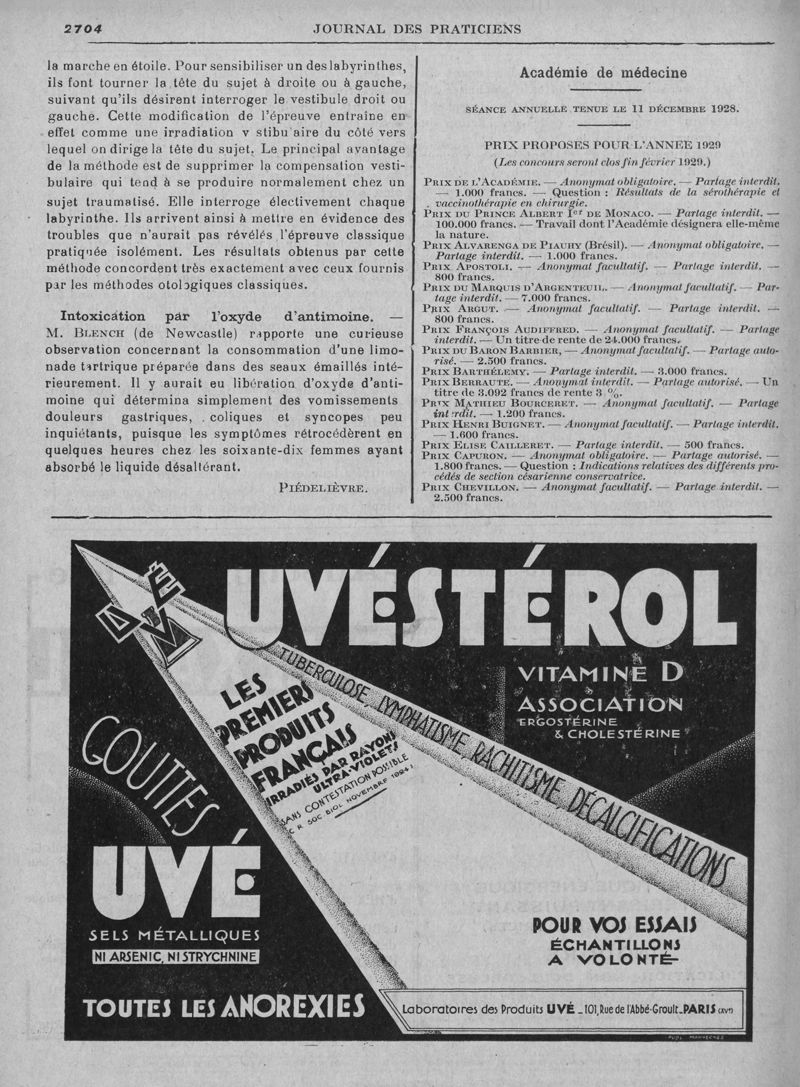 2704
JOURNAL DES PRATICIENS
la marche en étoile. Pour sensibiliser un des labyrinthes,
ils font tourner la tête du sujet à droite ou à gauche,
suivant qu'ils désirent interroger le vestibule droit ou
gauche. Cette modification de l'épreuve entraine en
effet comme une irradiation v stibu'aire du côté vers
lequel on dirige la tête du sujet. Le principal avantage
de la méthode est de supprimer la compensation vesti-
bulaire qui tend à se produire normalement chez un
sujet traumatisé. Elle interroge électivement chaque
labyrinthe. Ils arrivent ainsi à mettre en évidence des
troubles que n'aurait pas révélés l'épreuve classique
pratiquée isolément. Les résultats obtenus par cette
méthode concordent très exactement avec ceux fournis
par les méthodes otologiques classiques.
Intoxication par l'oxyde d'antimoine. —
M. BLENCH (de Newcastle) rapporte une curieuse
observation concernant la consommation d'une limo-
nade tartrique préparée dans des seaux émaillés inté-
rieurement. Il y aurait eu libération d'oxyde d'anti-
moine qui détermina simplement des vomissements
douleurs gastriques, coliques et syncopes peu
inquiétants, puisque les symptômes rétrocédèrent en
quelques heures chez les soixante-dix femmes ayant
absorbé le liquide désaltérant.
PIÉDELIÈVRE.
Académie de médecine
SÉANCE ANNUELLE TENUE LE 11 DÉCEMBRE 1928.
PRIX PROPOSES POUR L'ANNEE 1929
(Les concours seront clos fin février 1929.)
PRIX DE L'ACADÉMIE. — Anonymat obligatoire. — Partage interdit.
— 1.000 francs. — Question : Résultats de la sérothérapie et
vaccinothérapie en chirurgie.
PRIX DU PRINCE ALBERT Ier DE MONACO. — Partage interdit. —
100.000 francs. — Travail dont l'Académie désignera elle-même
la nature.
PRIX ALVARENGA DE PIAUHY (Brésil). — Anonymat obligatoire. —
Partage interdit. — 1.000 francs.
PRIX APOSTOLI. — Anonymat facultatif. — Partage interdit. —
800 francs.
PRIX DU MARQUIS D'ARGENTEUIL. — Anonymat facultatif. — Par-
tage interdit. — 7.000 francs.
PRIX ARGUT. — Anonymat facultatif. — Partage interdit. —
800 francs.
PRIX FRANÇOIS AUDIFFRED. — Anonymat facultatif. — Partage
interdit. — Un titre de rente de 24.000 francs.
PRIX DU BARON BARBIER, — Anonymat facultatif. — Partage auto-
risé. — 2.500 francs.
PRIX BARTHÉLEMY. — Partage interdit. — 3.000 francs.
PRIX BERRAUTE. — Anonymat interdit. — Partage autorisé. — Un
titre de 3.092 francs de rente 3 %.
PRIX MATHIEU BOURCERET. — Anonymat facultatif. — Partage
interdit. — 1.200 francs.
PRIX HENRI BUIGNET. — Anonymat facultatif. — Partage interdit.
— 1.600 francs.
PRIX ELISE CAILLERET. — Partage interdit. — 500 francs.
PRIX CAPURON. — Anonymat obligatoire. — Partage autorisé. —
1.800 francs. — Question : Indications relatives des différents pro-
cédés de section césarienne conservatrice.
PRIX CHEVILLON. — Anonymat facultatif. — Partage interdit. —
2.500 francs.
UVÉSTÉROL
VITAMINE D
ASSOCIATION
ERGOSTÉRINE
& CHOLESTÉRINE
TUBERCULOSE, LYMPHATISME, RACHITISME, DÉCALCIFICATIONS
LES
PREMIERS
PRODUITS
FRANÇAIS
IRRADIÉS PAR RAYONS
ULTRA-VIOLETS
SANS CONTESTATION POSSIBLE
C R SOC BIOL NOVEMBRE 1924
GOUTTES
UVÉ
SELS MÉTALLIQUES
NI ARSENIC, NI STRYCHNINE
TOUTES LES ANOREXIES
POUR VOS ESSAIS
ÉCHANTILLONS
A VOLONTÉ
Laboratoires des Produits UVÉ - 101, Rue de l'Abbé-Groult - PARIS (XVe)